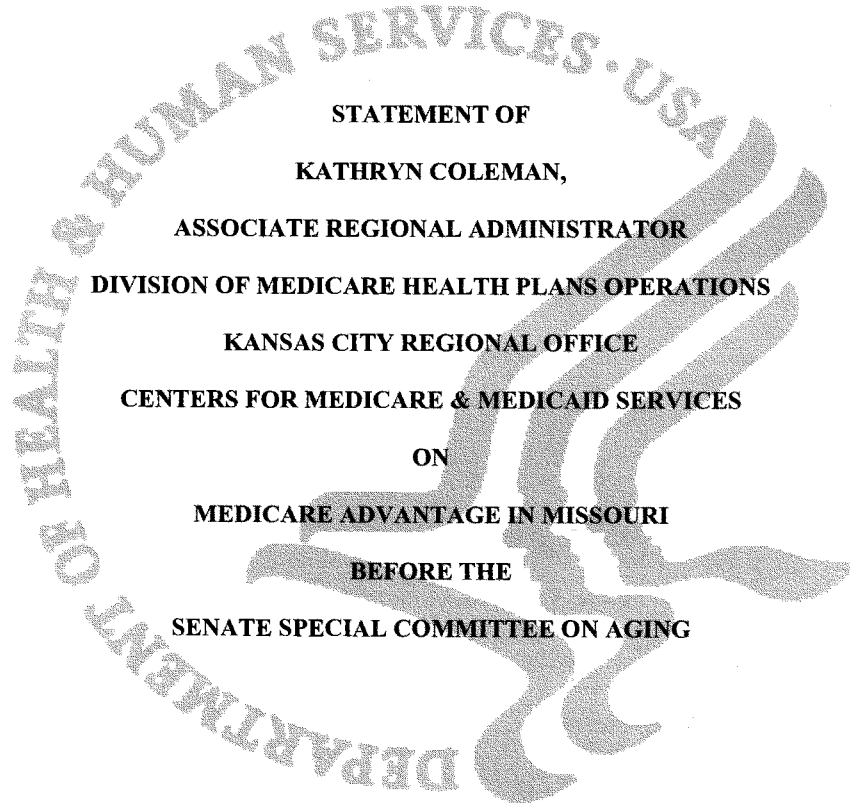 DEPARTMENT OF HEALTH & HUMAN SERVICES · USA
STATEMENT OF
KATHRYN COLEMAN,
ASSOCIATE REGIONAL ADMINISTRATOR
DIVISION OF MEDICARE HEALTH PLANS OPERATIONS
KANSAS CITY REGIONAL OFFICE
CENTERS FOR MEDICARE & MEDICAID SERVICES
ON
MEDICARE ADVANTAGE IN MISSOURI
BEFORE THE
SENATE SPECIAL COMMITTEE ON AGING